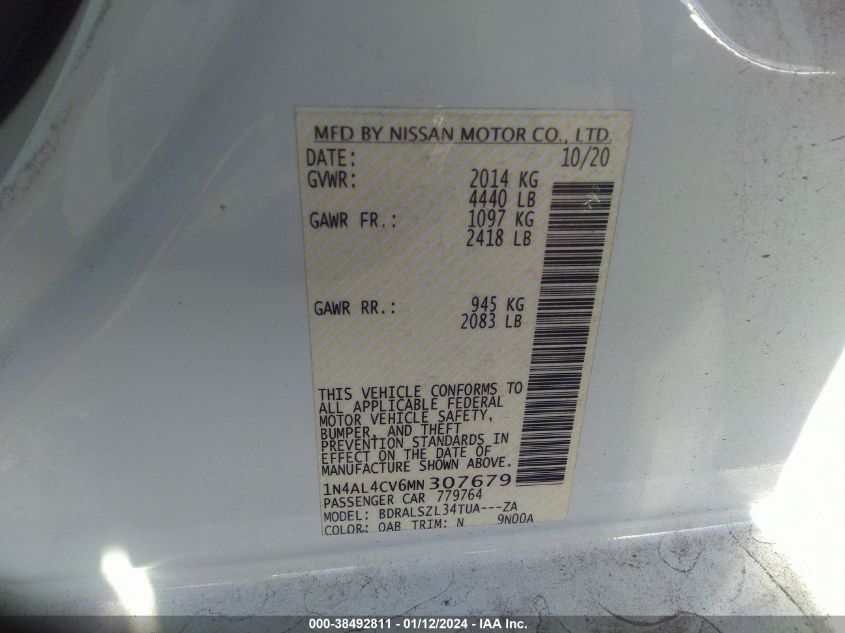 MFD BY NISSAN MOTOR CO., LTD.
DATE: 10/20
GVWR: 2014 KG
4440 LB
GAWR FR.: 1097 KG
2418 LB
GAWR RR.: 945 KG
2083 LB
THIS VEHICLE CONFORMS TO
ALL APPLICABLE FEDERAL
MOTOR VEHICLE SAFETY,
BUMPER, AND THEFT
PREVENTION STANDARDS IN
EFFECT ON THE DATE OF
MANUFACTURE SHOWN ABOVE.
1N4AL4CV6MN307679
PASSENGER CAR 779764
MODEL: BDRALSZL34TUA---ZA
COLOR: QAB TRIM: N 9N00A
000-38492811 - 01/12/2024 - IAA Inc.